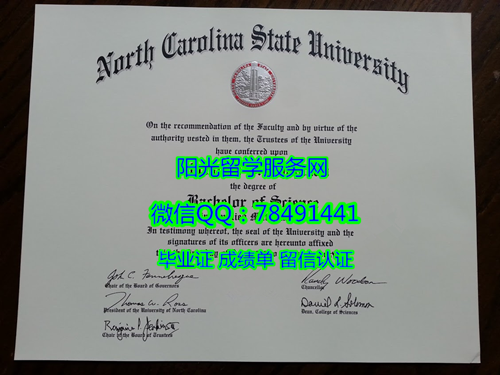 North Carolina State University
On the recommendation of the Faculty and by virtue of the
authority vested in them, the Trustees of the University
have conferred upon
阳光留学服务网
the degree of
Bachelor of Science
微信QQ：78491441
In testimony whereof, the seal of the University and the
signatures of its officers are hereunto affixed
毕业证 成绩单 留信认证
Chair of the Board of Governors
Chancellor
Thomas W. Ross
President of the University of North Carolina
Dean, College of Sciences
Chair of the Board of Trustees